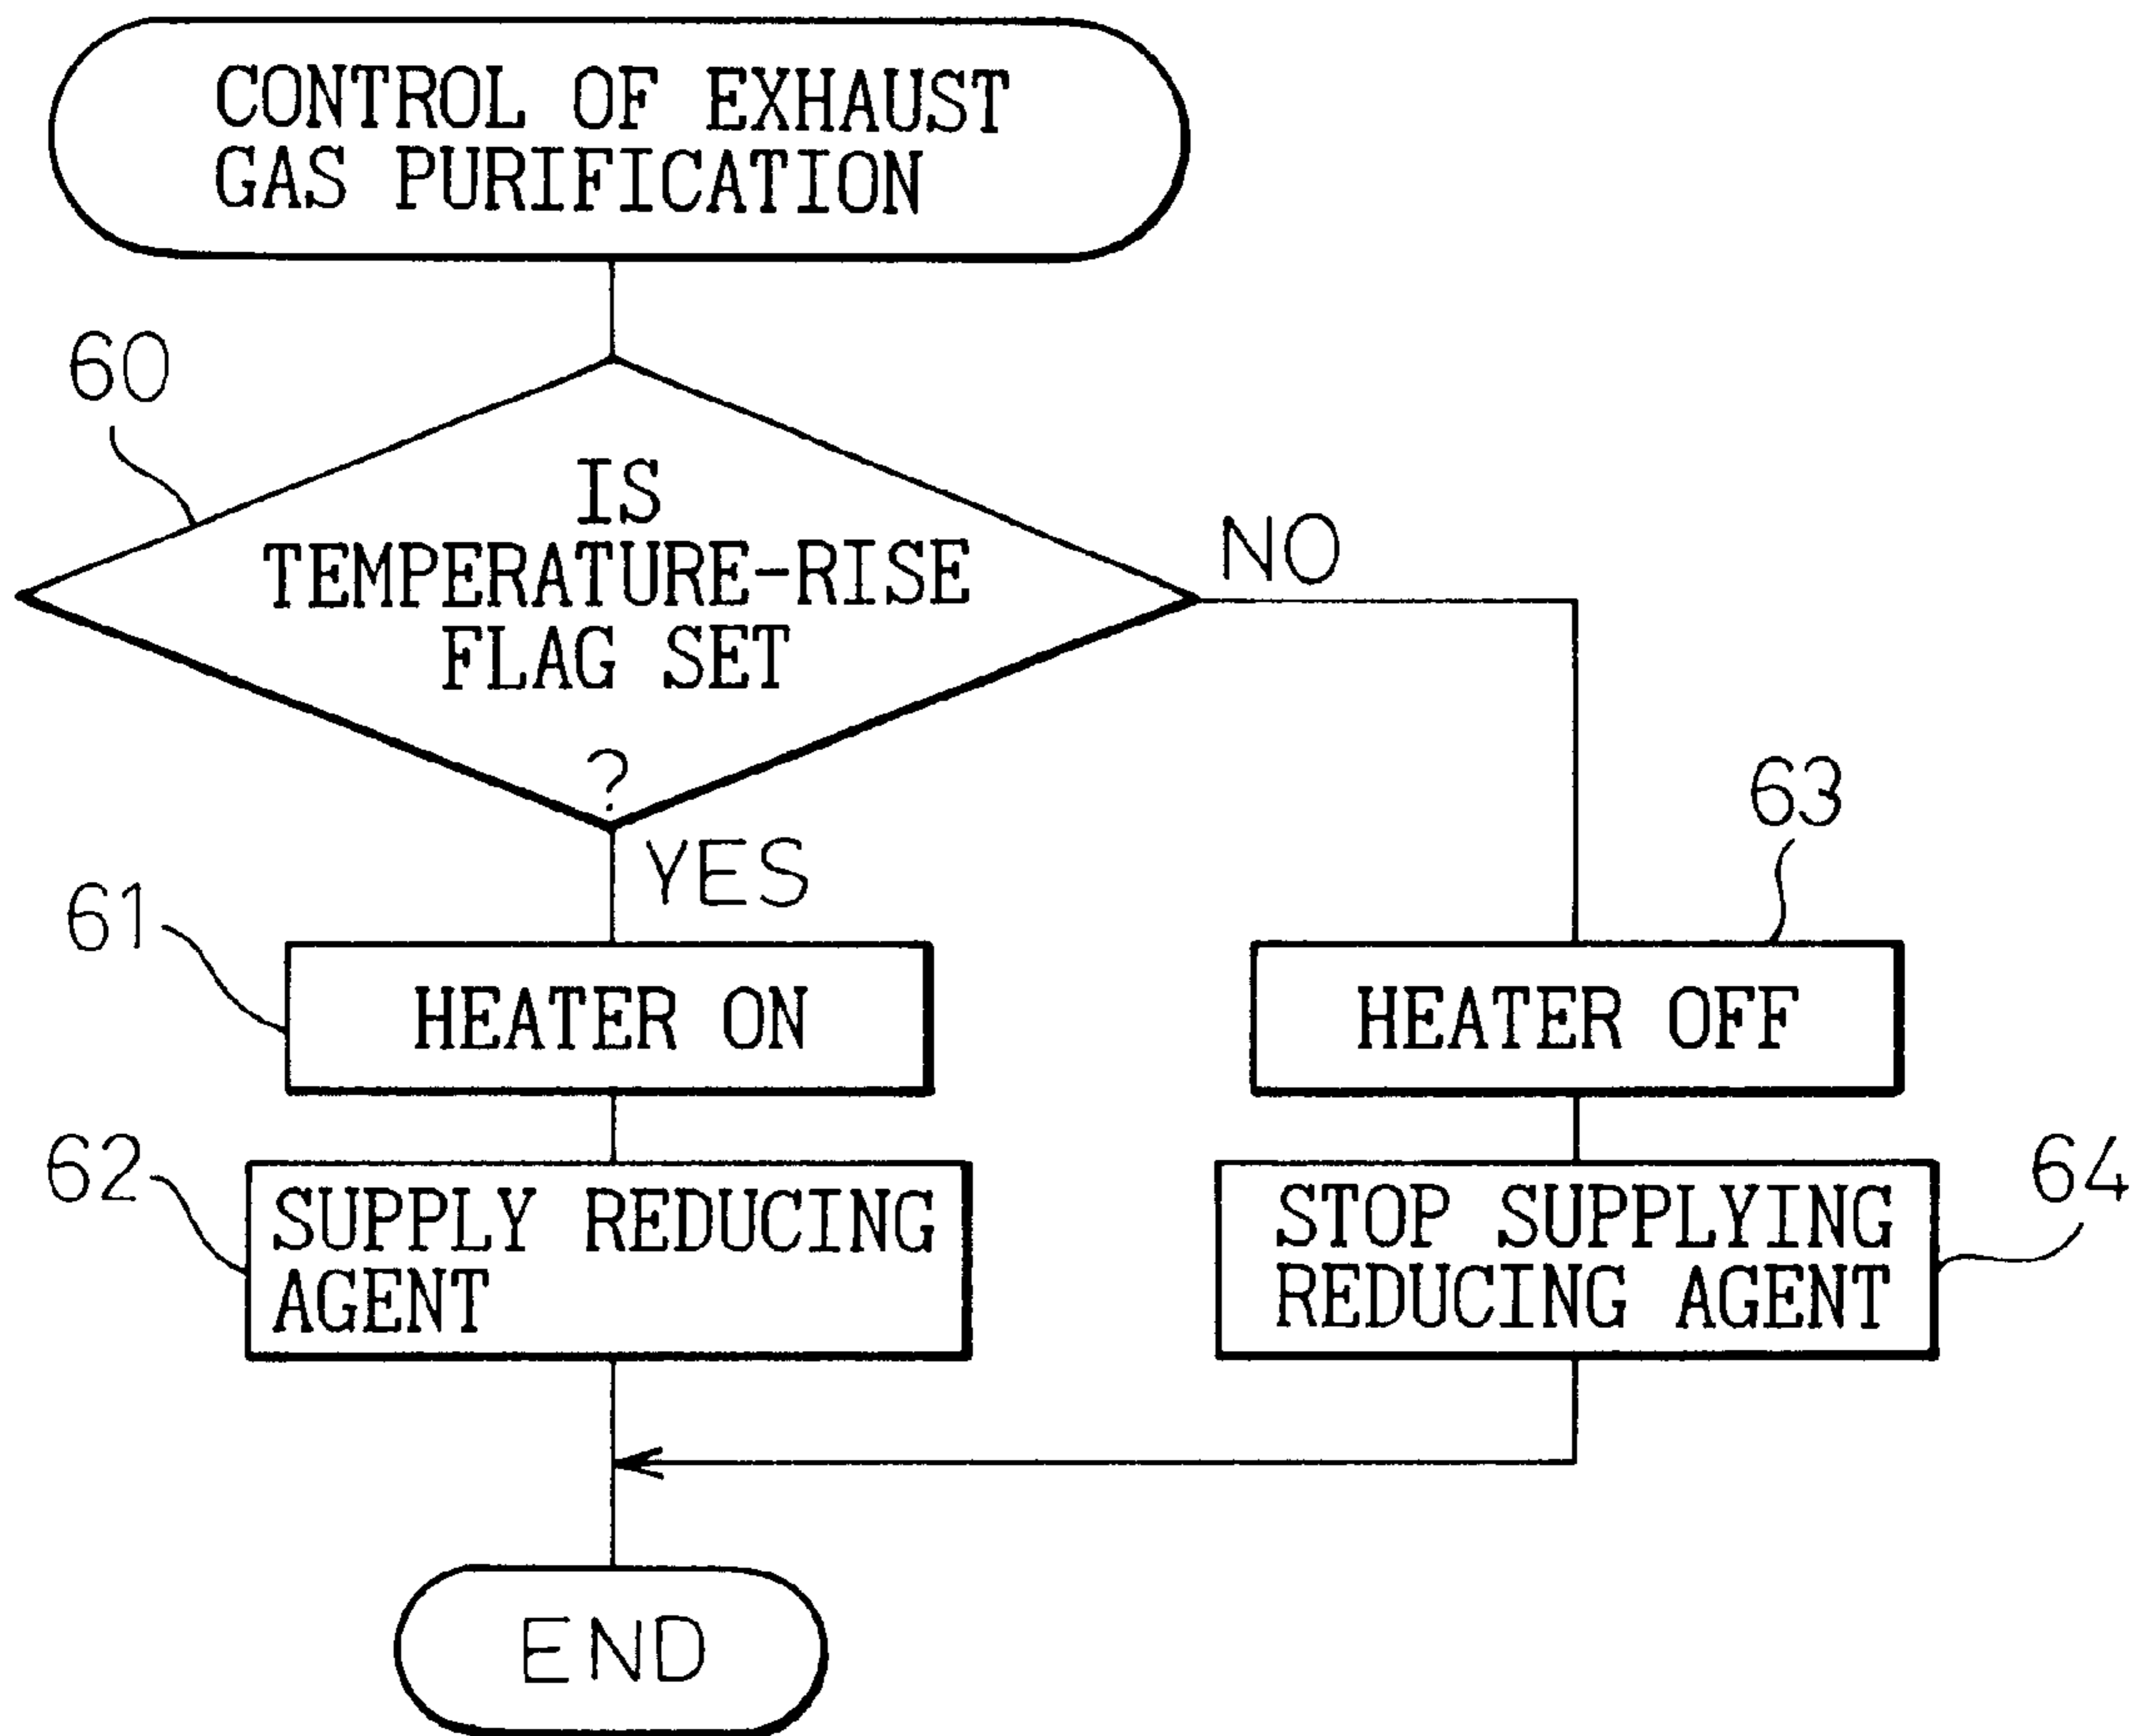 CONTROL OF EXHAUST
GAS PURIFICATION
60
IS
TEMPERATURE-RISE
FLAG SET
?
NO
YES
61
HEATER ON
63
HEATER OFF
62
SUPPLY REDUCING
AGENT
64
STOP SUPPLYING
REDUCING AGENT
END